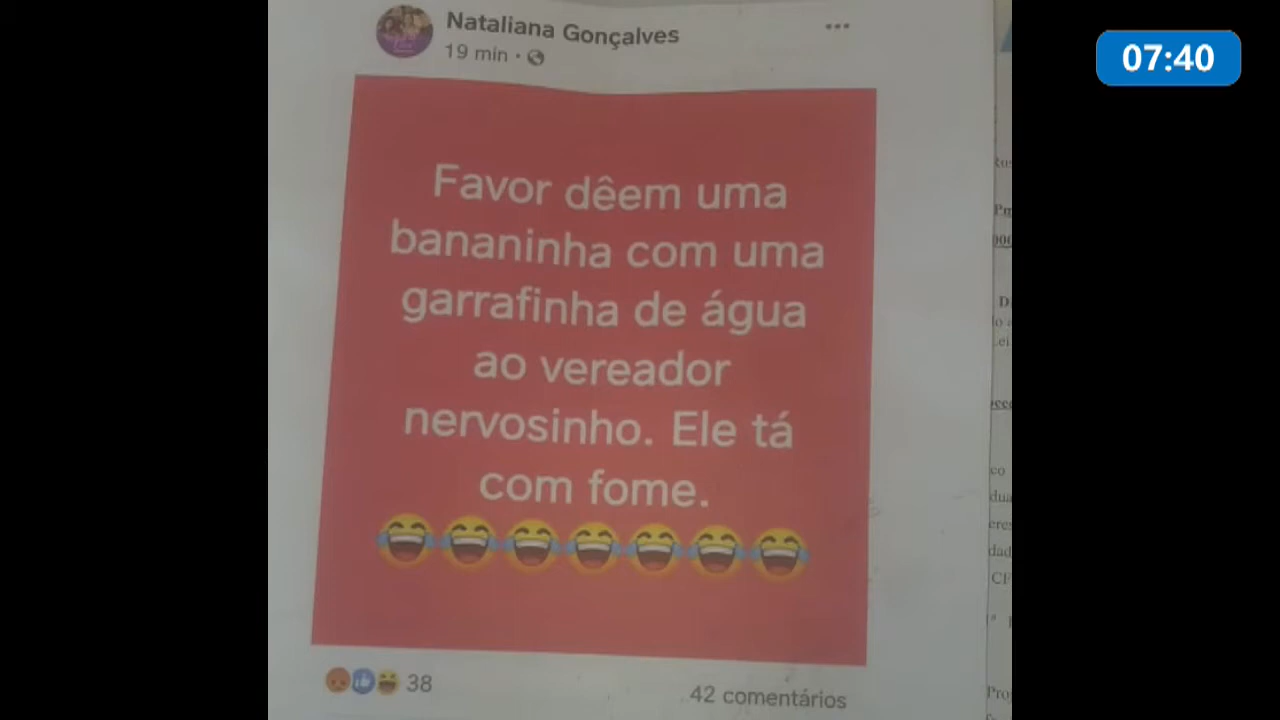 Nataliana Gonçalves
19 min ·
07:40
Favor dêem uma
bananinha com uma
garrafinha de água
ao vereador
nervosinho. Ele tá
com fome.
😂😂😂😂😂😂😂
38
42 comentários